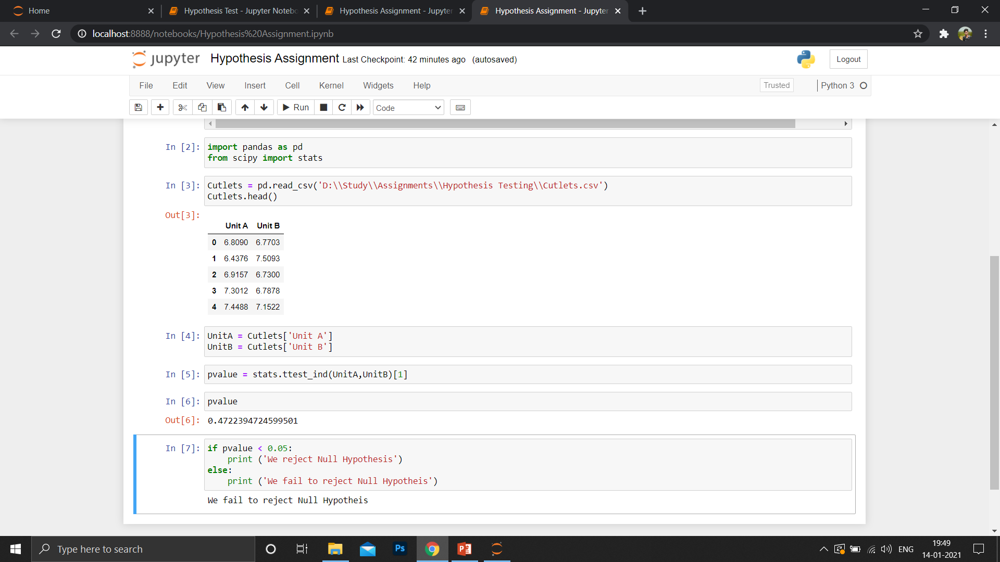 Home
Hypothesis Test - Jupyter Notebo
Hypothesis Assignment - Jupyter
Hypothesis Assignment - Jupyter
localhost:8888/notebooks/Hypothesis%20Assignment.ipynb
jupyter Hypothesis Assignment Last Checkpoint: 42 minutes ago (autosaved)
Logout
File Edit View Insert Cell Kernel Widgets Help
Trusted
Python 3
Run
Code
In [2]: import pandas as pd
from scipy import stats
In [3]: Cutlets = pd.read_csv('D:\\Study\\Assignments\\Hypothesis Testing\\Cutlets.csv')
Cutlets.head()
Out[3]:
Unit A Unit B
0 6.8090 6.7703
1 6.4376 7.5093
2 6.9157 6.7300
3 7.3012 6.7878
4 7.4488 7.1522
In [4]: UnitA = Cutlets['Unit A']
UnitB = Cutlets['Unit B']
In [5]: pvalue = stats.ttest_ind(UnitA,UnitB)[1]
In [6]: pvalue
Out[6]: 0.4722394724599501
In [7]: if pvalue < 0.05:
    print ('We reject Null Hypothesis')
else:
    print ('We fail to reject Null Hypotheis')
We fail to reject Null Hypotheis
Type here to search
Ps
P
ENG
19:49
14-01-2021